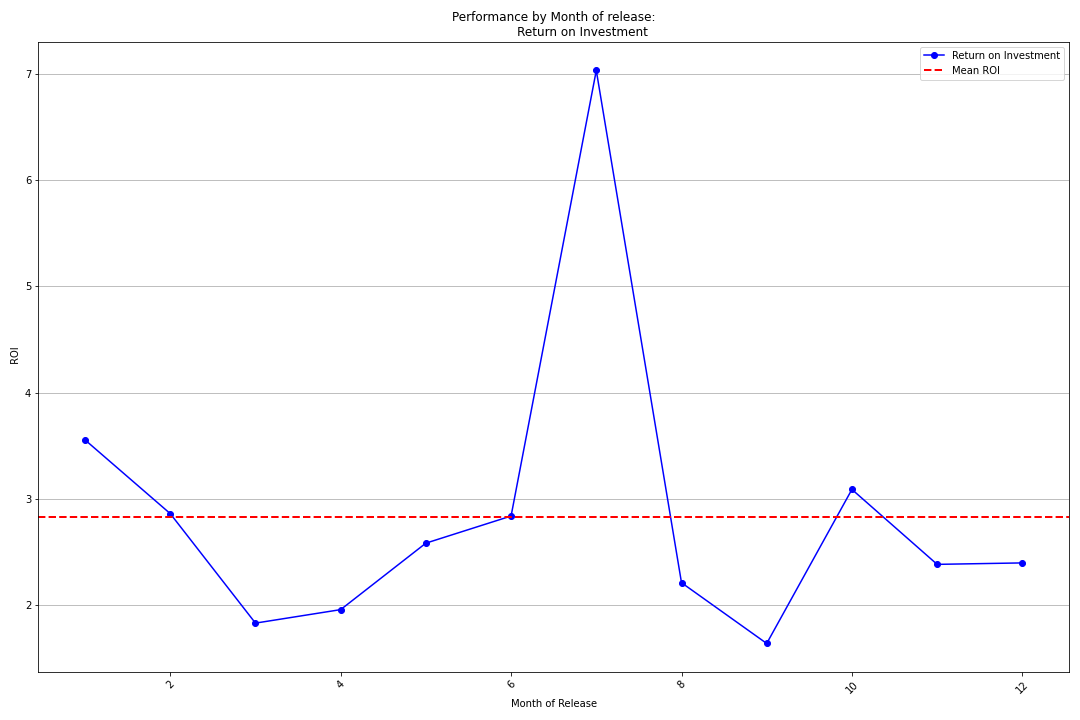 Performance by Month of release:
Return on Investment
Return on Investment
Mean ROI
7
6
5
4
3
2
ROI
2
4
6
8
10
12
Month of Release